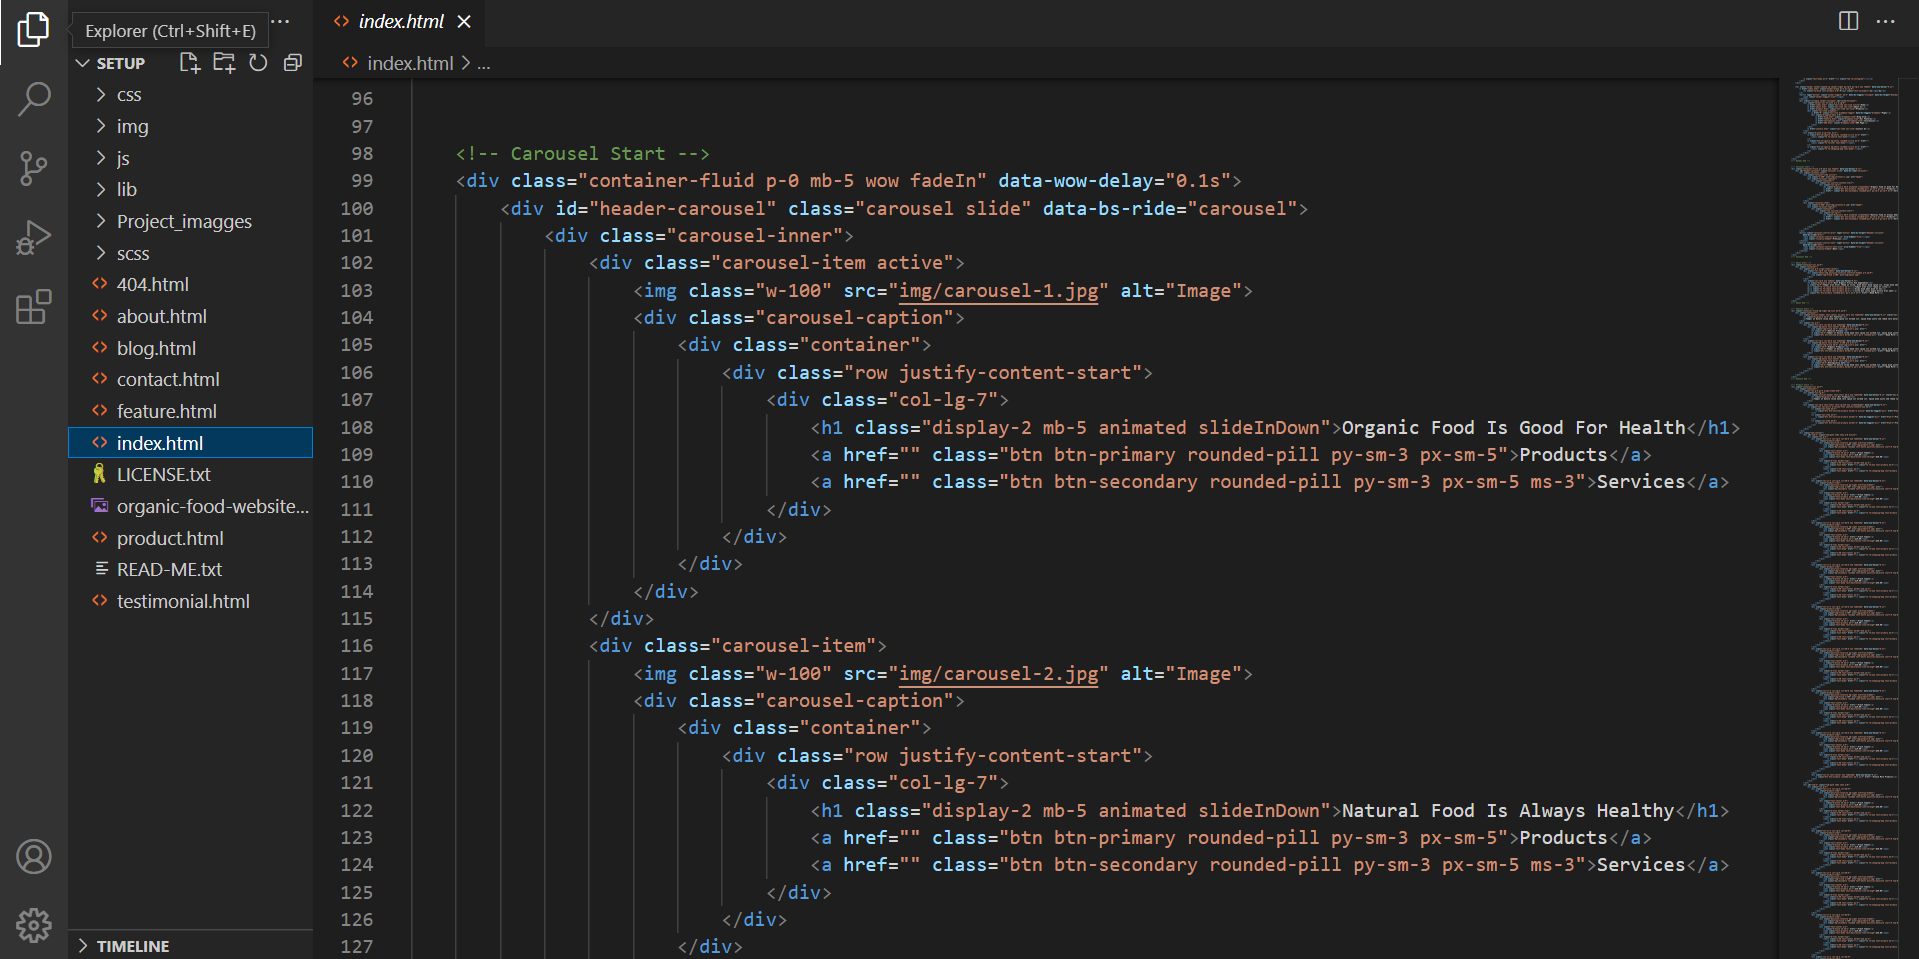 Explorer (Ctrl+Shift+E)
SETUP
css
img
js
lib
Project_imagges
scss
404.html
about.html
blog.html
contact.html
feature.html
index.html
LICENSE.txt
organic-food-website...
product.html
READ-ME.txt
testimonial.html
TIMELINE
index.html
index.html > ...
96
97
98 <!-- Carousel Start -->
99 <div class="container-fluid p-0 mb-5 wow fadeIn" data-wow-delay="0.1s">
100 <div id="header-carousel" class="carousel slide" data-bs-ride="carousel">
101 <div class="carousel-inner">
102 <div class="carousel-item active">
103 <img class="w-100" src="img/carousel-1.jpg" alt="Image">
104 <div class="carousel-caption">
105 <div class="container">
106 <div class="row justify-content-start">
107 <div class="col-lg-7">
108 <h1 class="display-2 mb-5 animated slideInDown">Organic Food Is Good For Health</h1>
109 <a href="" class="btn btn-primary rounded-pill py-sm-3 px-sm-5">Products</a>
110 <a href="" class="btn btn-secondary rounded-pill py-sm-3 px-sm-5 ms-3">Services</a>
111 </div>
112 </div>
113 </div>
114 </div>
115 </div>
116 <div class="carousel-item">
117 <img class="w-100" src="img/carousel-2.jpg" alt="Image">
118 <div class="carousel-caption">
119 <div class="container">
120 <div class="row justify-content-start">
121 <div class="col-lg-7">
122 <h1 class="display-2 mb-5 animated slideInDown">Natural Food Is Always Healthy</h1>
123 <a href="" class="btn btn-primary rounded-pill py-sm-3 px-sm-5">Products</a>
124 <a href="" class="btn btn-secondary rounded-pill py-sm-3 px-sm-5 ms-3">Services</a>
125 </div>
126 </div>
127 </div>